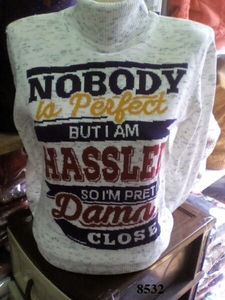 NOBODY
is Perfect
BUT I AM
HASSLE
SO I'M PRET
Damn
CLOSE
8532